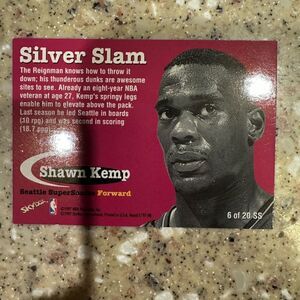 Silver Slam
The Reignman knows how to throw it
down; his thunderous dunks are awesome
sites to see. Already an eight-year NBA
veteran at age 27, Kemp's springy legs
enable him to elevate above the pack.
Last season he led Seattle in boards
(10 rpg) and was second in scoring
(18.7 ppg).
Shawn Kemp
Seattle SuperSonics Forward
SkyBox
6 of 20 SS